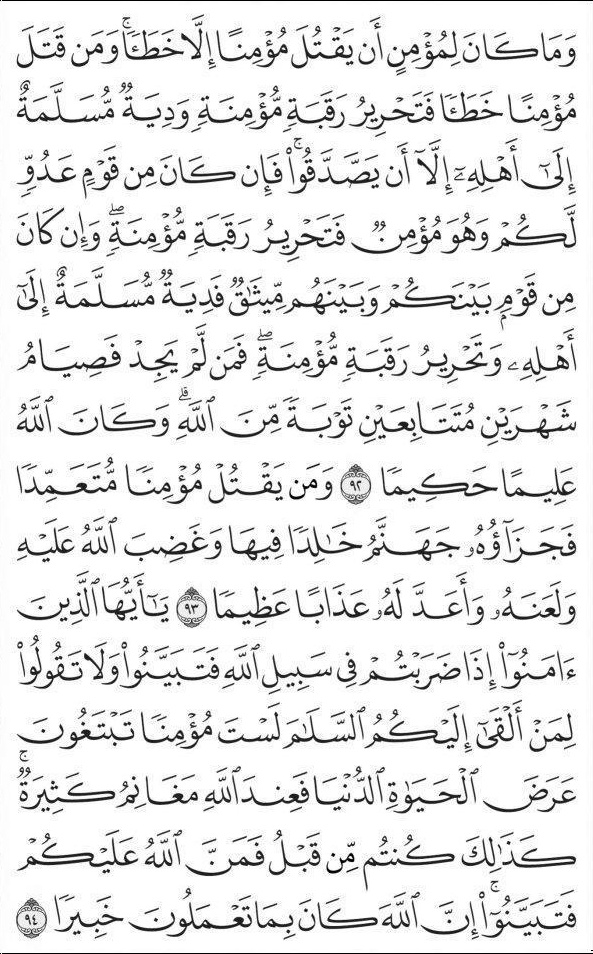 وَمَا كَانَ لِمُؤْمِنٍ أَن يَقْتُلَ مُؤْمِنًا إِلَّا خَطَـًٔا ۚ وَمَن قَتَلَ
مُؤْمِنًا خَطَـًٔا فَتَحْرِيرُ رَقَبَةٍ مُّؤْمِنَةٍ وَدِيَةٌ مُّسَلَّمَةٌ
إِلَىٰٓ أَهْلِهِۦٓ إِلَّآ أَن يَصَّدَّقُوا۟ ۚ فَإِن كَانَ مِن قَوْمٍ عَدُوٍّ
لَّكُمْ وَهُوَ مُؤْمِنٌ فَتَحْرِيرُ رَقَبَةٍ مُّؤْمِنَةٍ ۖ وَإِن كَانَ
مِن قَوْمٍۭ بَيْنَكُمْ وَبَيْنَهُم مِّيثَـٰقٌ فَدِيَةٌ مُّسَلَّمَةٌ إِلَىٰٓ
أَهْلِهِۦ وَتَحْرِيرُ رَقَبَةٍ مُّؤْمِنَةٍ ۖ فَمَن لَّمْ يَجِدْ فَصِيَامُ
شَهْرَيْنِ مُتَتَابِعَيْنِ تَوْبَةً مِّنَ ٱللَّهِ ۗ وَكَانَ ٱللَّهُ
عَلِيمًا حَكِيمًا ٩٢ وَمَن يَقْتُلْ مُؤْمِنًا مُّتَعَمِّدًا
فَجَزَآؤُهُۥ جَهَنَّمُ خَـٰلِدًا فِيهَا وَغَضِبَ ٱللَّهُ عَلَيْهِ
وَلَعَنَهُۥ وَأَعَدَّ لَهُۥ عَذَابًا عَظِيمًا ٩٣ يَـٰٓأَيُّهَا ٱلَّذِينَ
ءَامَنُوٓا۟ إِذَا ضَرَبْتُمْ فِى سَبِيلِ ٱللَّهِ فَتَبَيَّنُوا۟ وَلَا تَقُولُوا۟
لِمَنْ أَلْقَىٰٓ إِلَيْكُمُ ٱلسَّلَـٰمَ لَسْتَ مُؤْمِنًا تَبْتَغُونَ
عَرَضَ ٱلْحَيَوٰةِ ٱلدُّنْيَا فَعِندَ ٱللَّهِ مَغَانِمُ كَثِيرَةٌ ۚ
كَذَٰلِكَ كُنتُم مِّن قَبْلُ فَمَنَّ ٱللَّهُ عَلَيْكُمْ
فَتَبَيَّنُوٓا۟ ۚ إِنَّ ٱللَّهَ كَانَ بِمَا تَعْمَلُونَ خَبِيرًا ٩٤